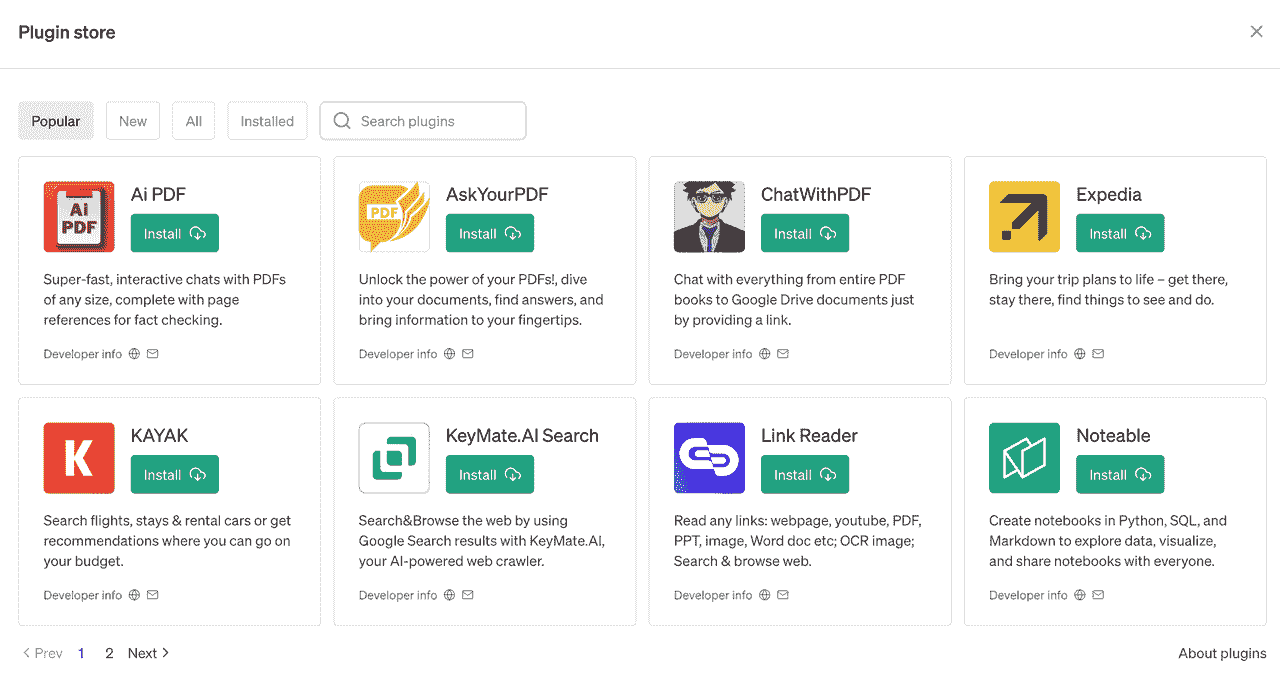 Plugin store
Popular
New
All
Installed
Search plugins
Ai PDF
Ai PDF
Install
Super-fast, interactive chats with PDFs
of any size, complete with page
references for fact checking.
Developer info
PDF
AskYourPDF
Install
Unlock the power of your PDFs!, dive
into your documents, find answers, and
bring information to your fingertips.
Developer info
ChatWithPDF
Install
Chat with everything from entire PDF
books to Google Drive documents just
by providing a link.
Developer info
Expedia
Install
Bring your trip plans to life – get there,
stay there, find things to see and do.
Developer info
K
KAYAK
Install
Search flights, stays & rental cars or get
recommendations where you can go on
your budget.
Developer info
KeyMate.AI Search
Install
Search&Browse the web by using
Google Search results with KeyMate.AI,
your AI-powered web crawler.
Developer info
Link Reader
Install
Read any links: webpage, youtube, PDF,
PPT, image, Word doc etc; OCR image;
Search & browse web.
Developer info
Noteable
Install
Create notebooks in Python, SQL, and
Markdown to explore data, visualize,
and share notebooks with everyone.
Developer info
Prev 1 2 Next
About plugins